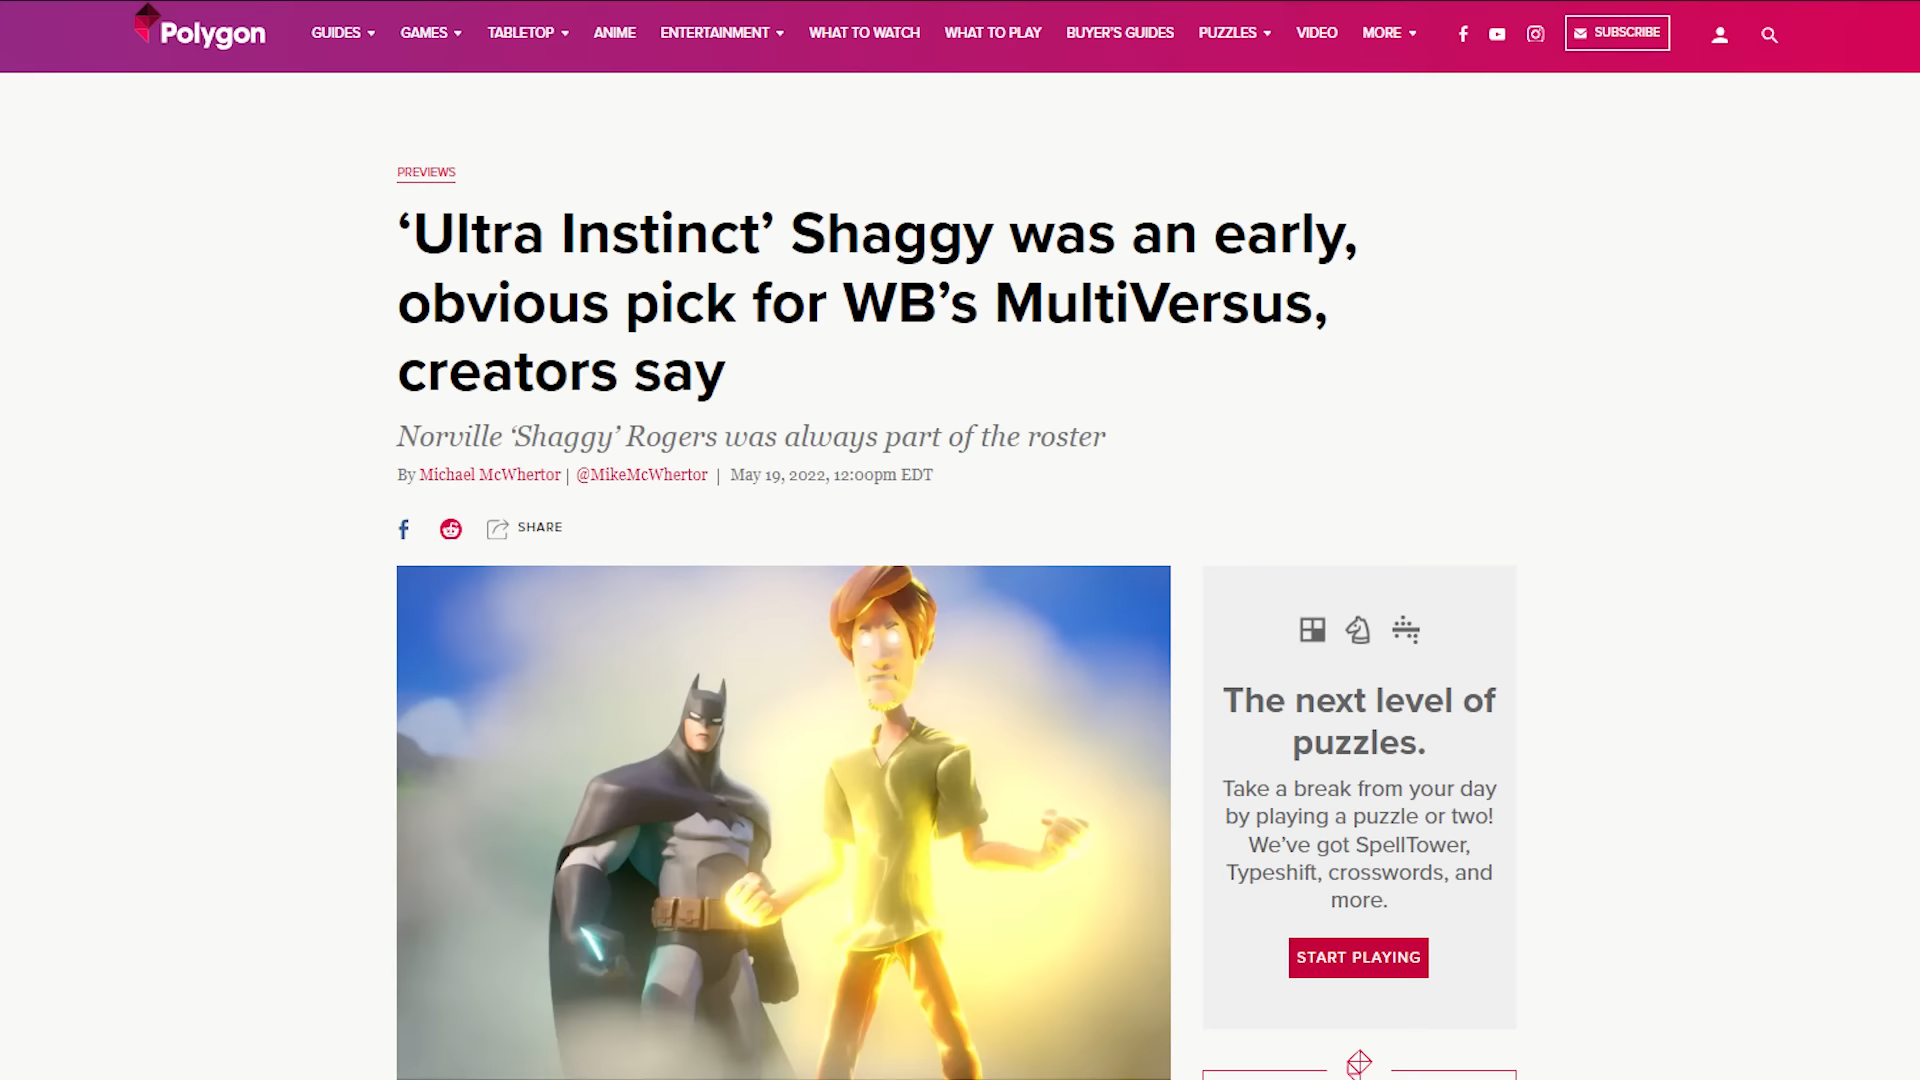 Polygon
GUIDES
GAMES
TABLETOP
ANIME
ENTERTAINMENT
WHAT TO WATCH
WHAT TO PLAY
BUYER'S GUIDES
PUZZLES
VIDEO
MORE
SUBSCRIBE
PREVIEWS
‘Ultra Instinct’ Shaggy was an early,
obvious pick for WB’s MultiVersus,
creators say
Norville ‘Shaggy’ Rogers was always part of the roster
By Michael McWhertor | @MikeMcWhertor | May 19, 2022, 12:00pm EDT
SHARE
The next level of
puzzles.
Take a break from your day
by playing a puzzle or two!
We’ve got SpellTower,
Typeshift, crosswords, and
more.
START PLAYING